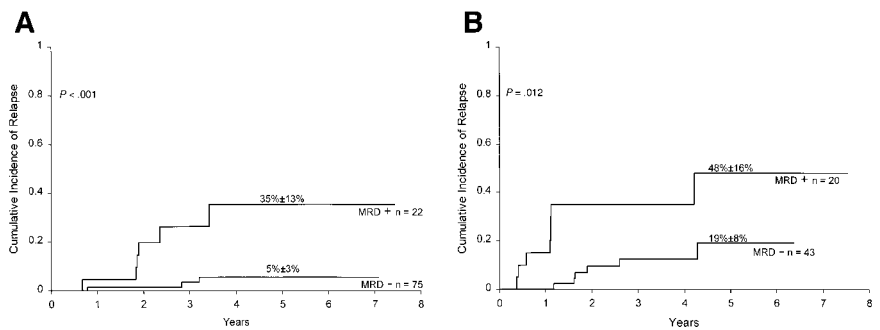 A
Cumulative Incidence of Relapse
1
0.8
0.6
0.4
0.2
0
P < .001
35%±13%
MRD + n = 22
5%±3%
MRD − n = 75
0 1 2 3 4 5 6 7 8
Years
B
Cumulative Incidence of Relapse
1
0.8
0.6
0.4
0.2
0
P = .012
48%±16%
MRD + n = 20
19%±8%
MRD − n = 43
0 1 2 3 4 5 6 7 8
Years